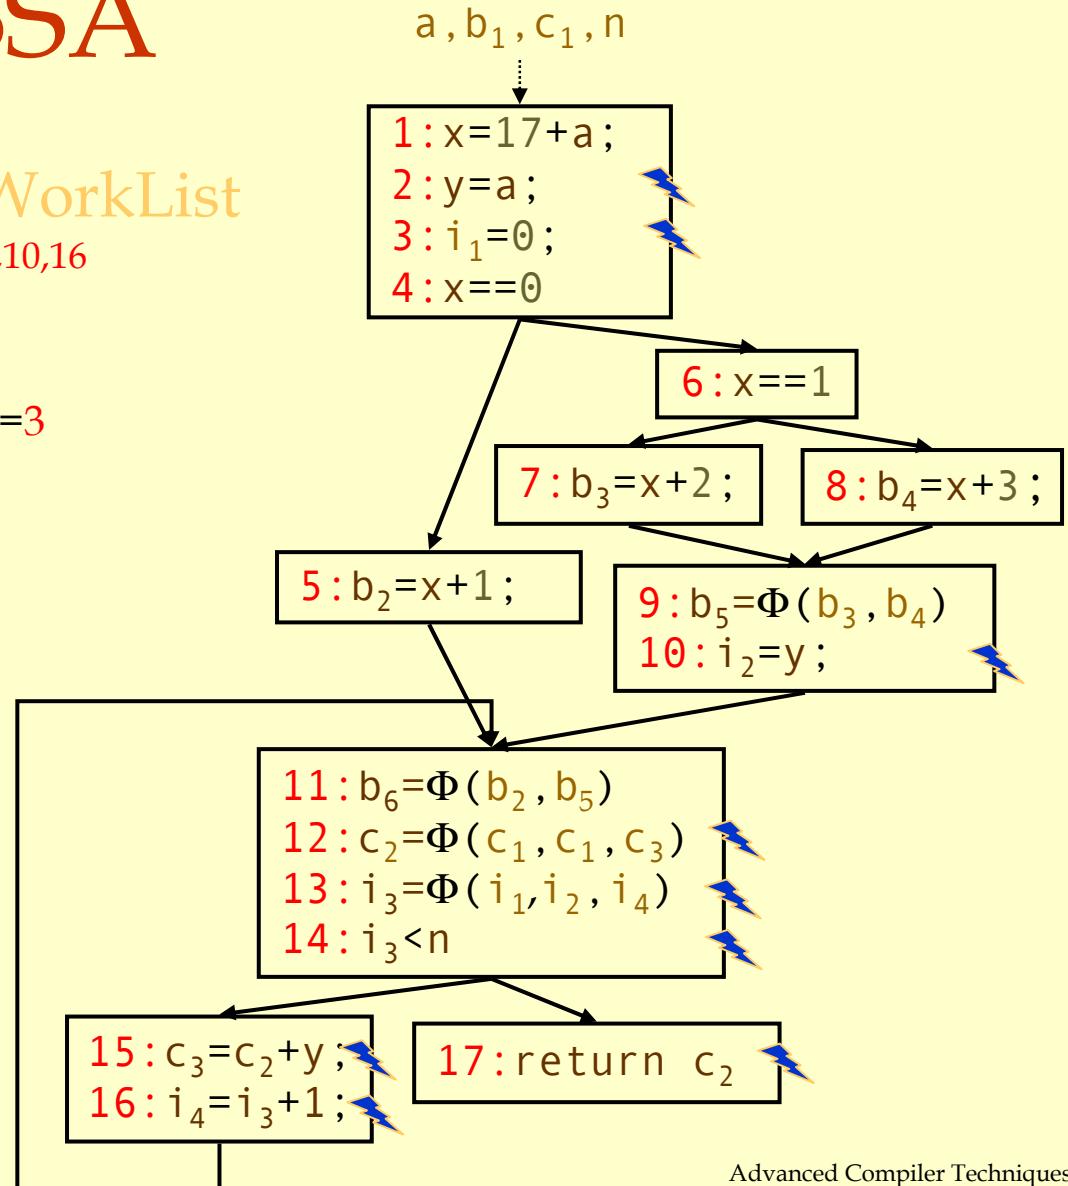 SSA
a,b₁,c₁,n
1:x=17+a;
2:y=a;
3:i₁=0;
4:x==0
WorkList
,10,16
=3
6:x==1
7:b₃=x+2;
8:b₄=x+3;
5:b₂=x+1;
9:b₅=Φ(b₃,b₄)
10:i₂=y;
11:b₆=Φ(b₂,b₅)
12:c₂=Φ(c₁,c₁,c₃)
13:i₃=Φ(i₁,i₂,i₄)
14:i₃<n
15:c₃=c₂+y;
16:i₄=i₃+1;
17:return c₂
Advanced Compiler Techniques